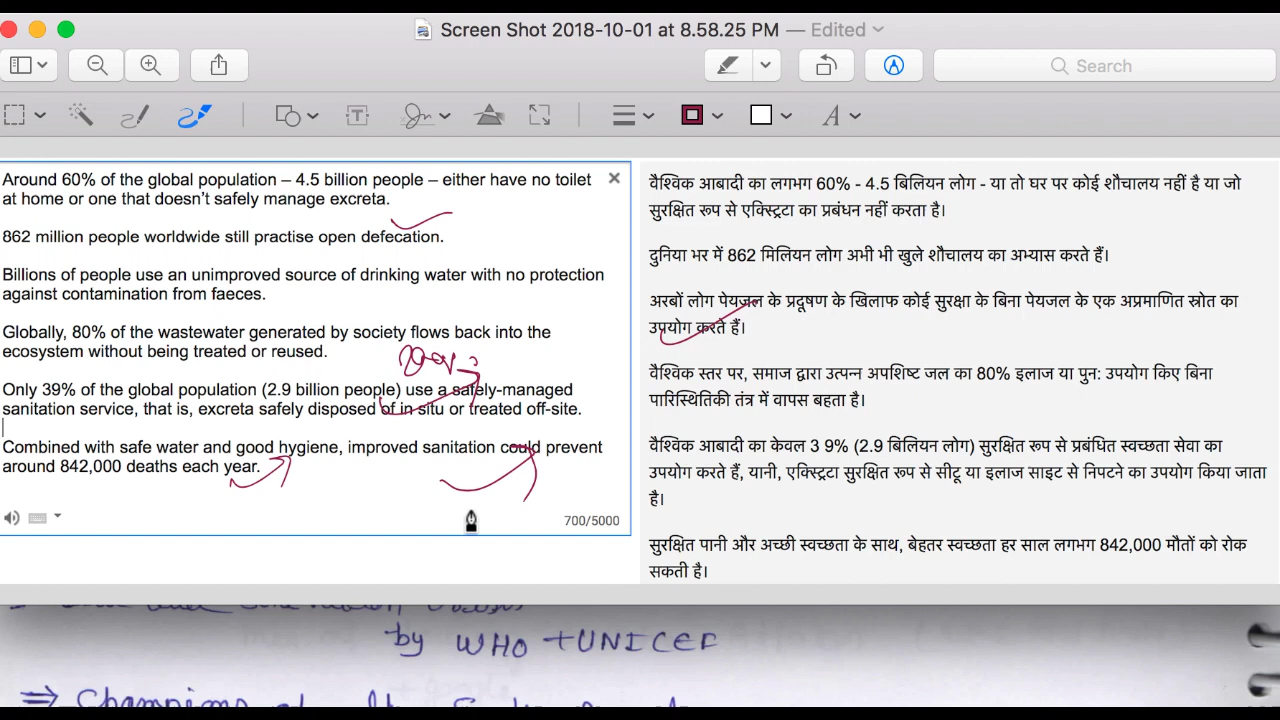 Screen Shot 2018-10-01 at 8.58.25 PM — Edited
Search
Around 60% of the global population – 4.5 billion people – either have no toilet
at home or one that doesn't safely manage excreta.
862 million people worldwide still practise open defecation.
Billions of people use an unimproved source of drinking water with no protection
against contamination from faeces.
Globally, 80% of the wastewater generated by society flows back into the
ecosystem without being treated or reused.
Only 39% of the global population (2.9 billion people) use a safely-managed
sanitation service, that is, excreta safely disposed of in situ or treated off-site.
Combined with safe water and good hygiene, improved sanitation could prevent
around 842,000 deaths each year.
700/5000
वैश्विक आबादी का लगभग 60% - 4.5 बिलियन लोग - या तो घर पर कोई शौचालय नहीं है या जो
सुरक्षित रूप से एक्स्ट्रिटा का प्रबंधन नहीं करता है।
दुनिया भर में 862 मिलियन लोग अभी भी खुले शौचालय का अभ्यास करते हैं।
अरबों लोग पेयजल के प्रदूषण के खिलाफ कोई सुरक्षा के बिना पेयजल के एक अप्रमाणित स्रोत का
उपयोग करते हैं।
वैश्विक स्तर पर, समाज द्वारा उत्पन्न अपशिष्ट जल का 80% इलाज या पुन: उपयोग किए बिना
पारिस्थितिकी तंत्र में वापस बहता है।
वैश्विक आबादी का केवल 3 9% (2.9 बिलियन लोग) सुरक्षित रूप से प्रबंधित स्वच्छता सेवा का
उपयोग करते हैं, यानी, एक्स्ट्रिटा सुरक्षित रूप से सीटू या इलाज साइट से निपटने का उपयोग किया जाता
है।
सुरक्षित पानी और अच्छी स्वच्छता के साथ, बेहतर स्वच्छता हर साल लगभग 842,000 मौतों को रोक
सकती है।
by WHO + UNICEF